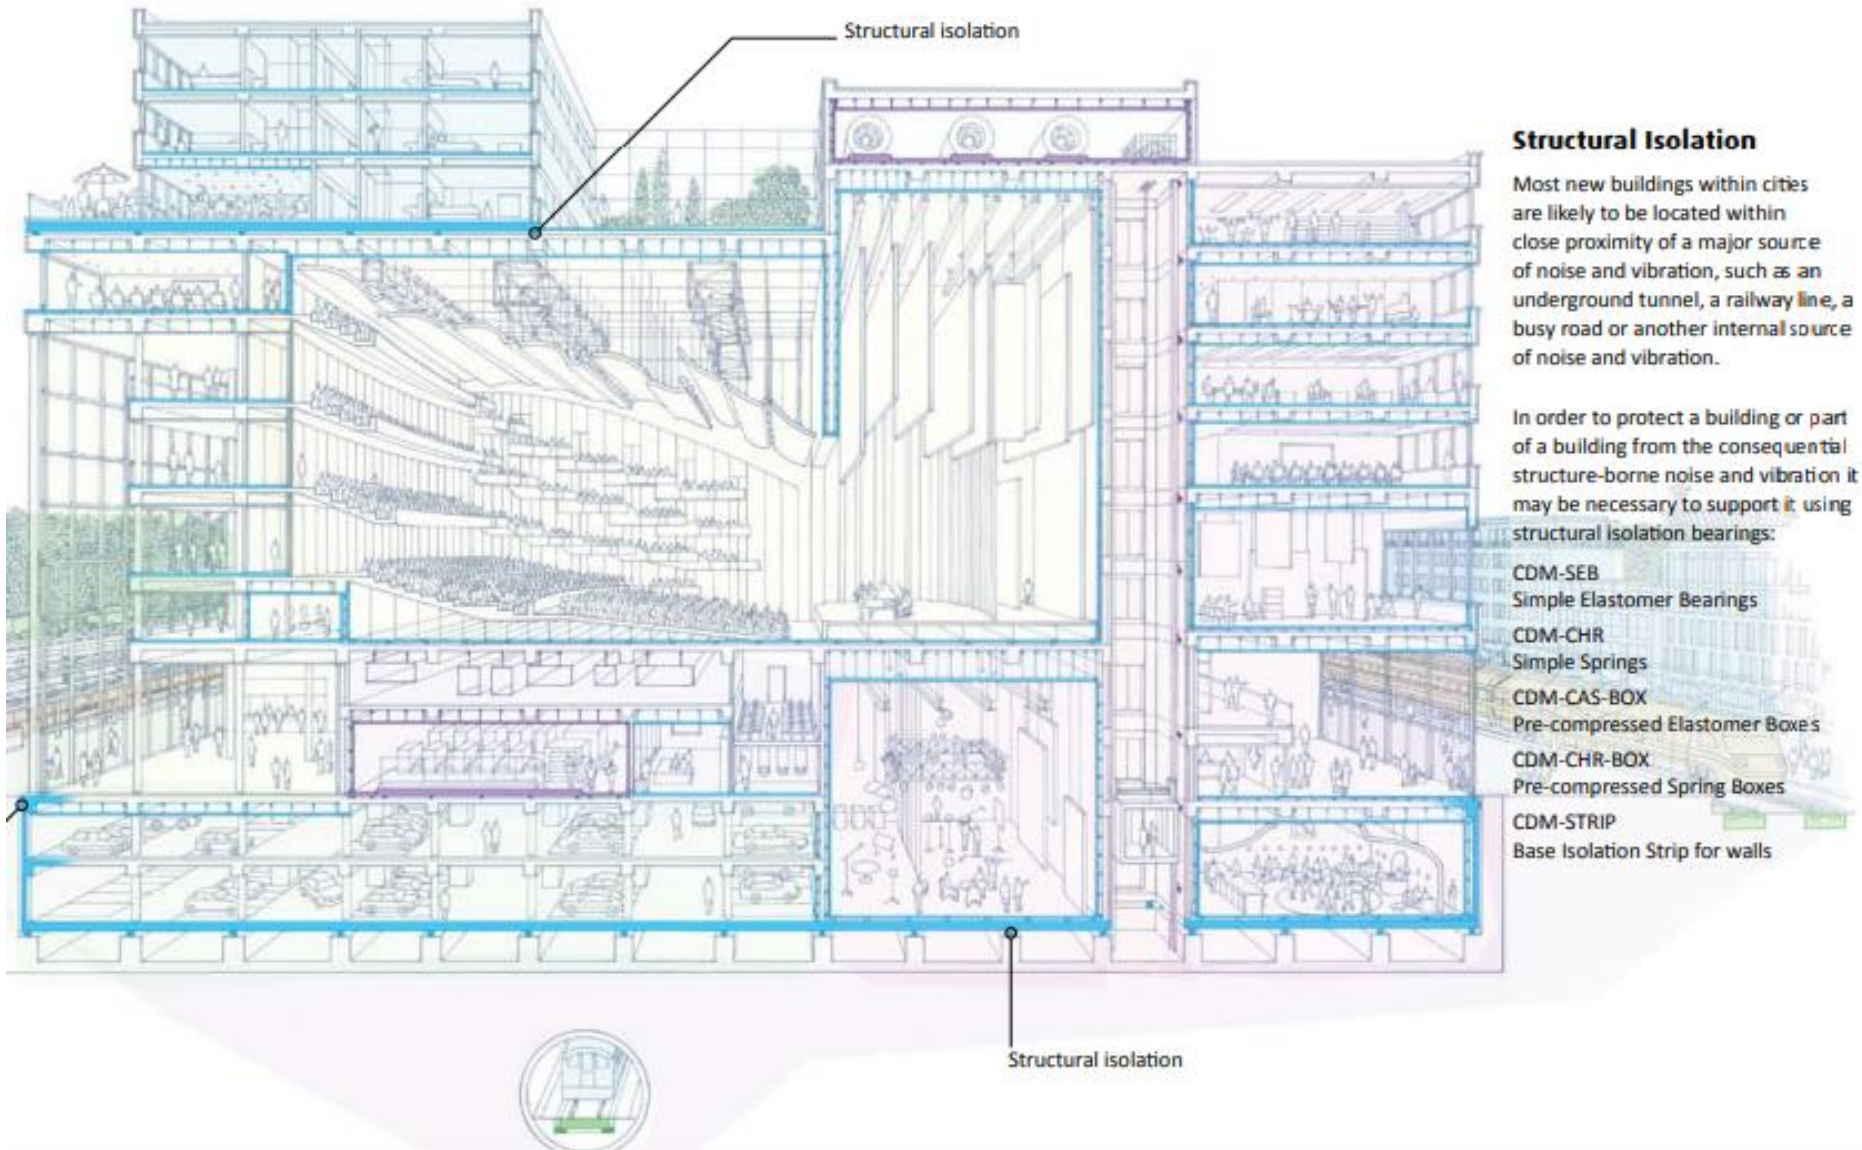 Structural isolation
Structural Isolation
Most new buildings within cities
are likely to be located within
close proximity of a major source
of noise and vibration, such as an
underground tunnel, a railway line, a
busy road or another internal source
of noise and vibration.
In order to protect a building or part
of a building from the consequential
structure-borne noise and vibration it
may be necessary to support it using
structural isolation bearings:
CDM-SEB
Simple Elastomer Bearings
CDM-CHR
Simple Springs
CDM-CAS-BOX
Pre-compressed Elastomer Boxes
CDM-CHR-BOX
Pre-compressed Spring Boxes
CDM-STRIP
Base Isolation Strip for walls
Structural isolation